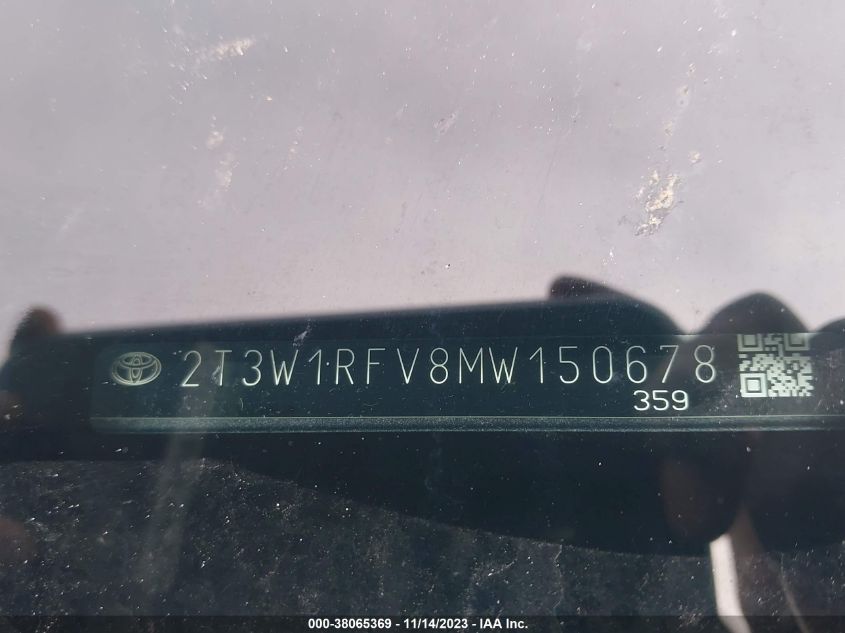 2T3W1RFV8MW150678
359
000-38065369 - 11/14/2023 - IAA Inc.